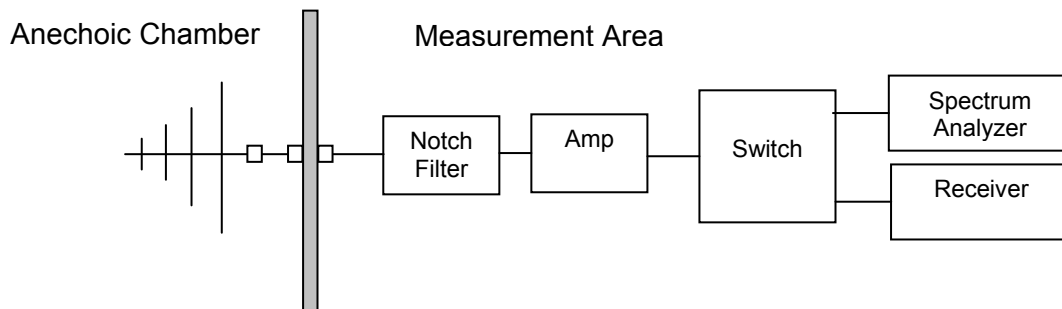 Anechoic Chamber
Measurement Area
Notch
Filter
Amp
Switch
Spectrum
Analyzer
Receiver